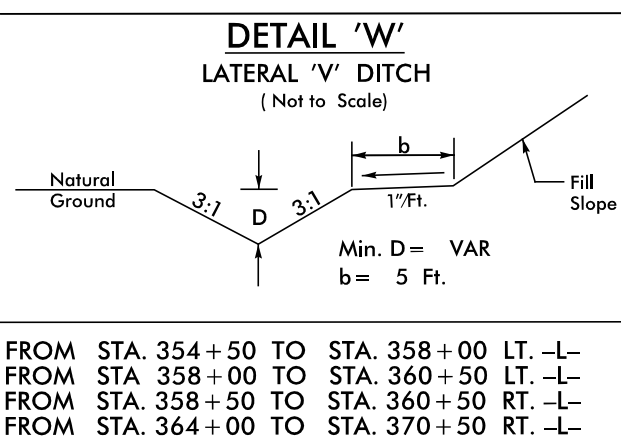 DETAIL 'W'
LATERAL 'V' DITCH
( Not to Scale)
b
Natural
Ground
3:1
D
3:1
1"/Ft.
Fill
Slope
Min. D = VAR
b = 5 Ft.
FROM STA. 354+50 TO STA. 358+00 LT. -L-
FROM STA 358+00 TO STA. 360+50 LT. -L-
FROM STA. 358+50 TO STA. 360+50 RT. -L-
FROM STA. 364+00 TO STA. 370+50 RT. -L-